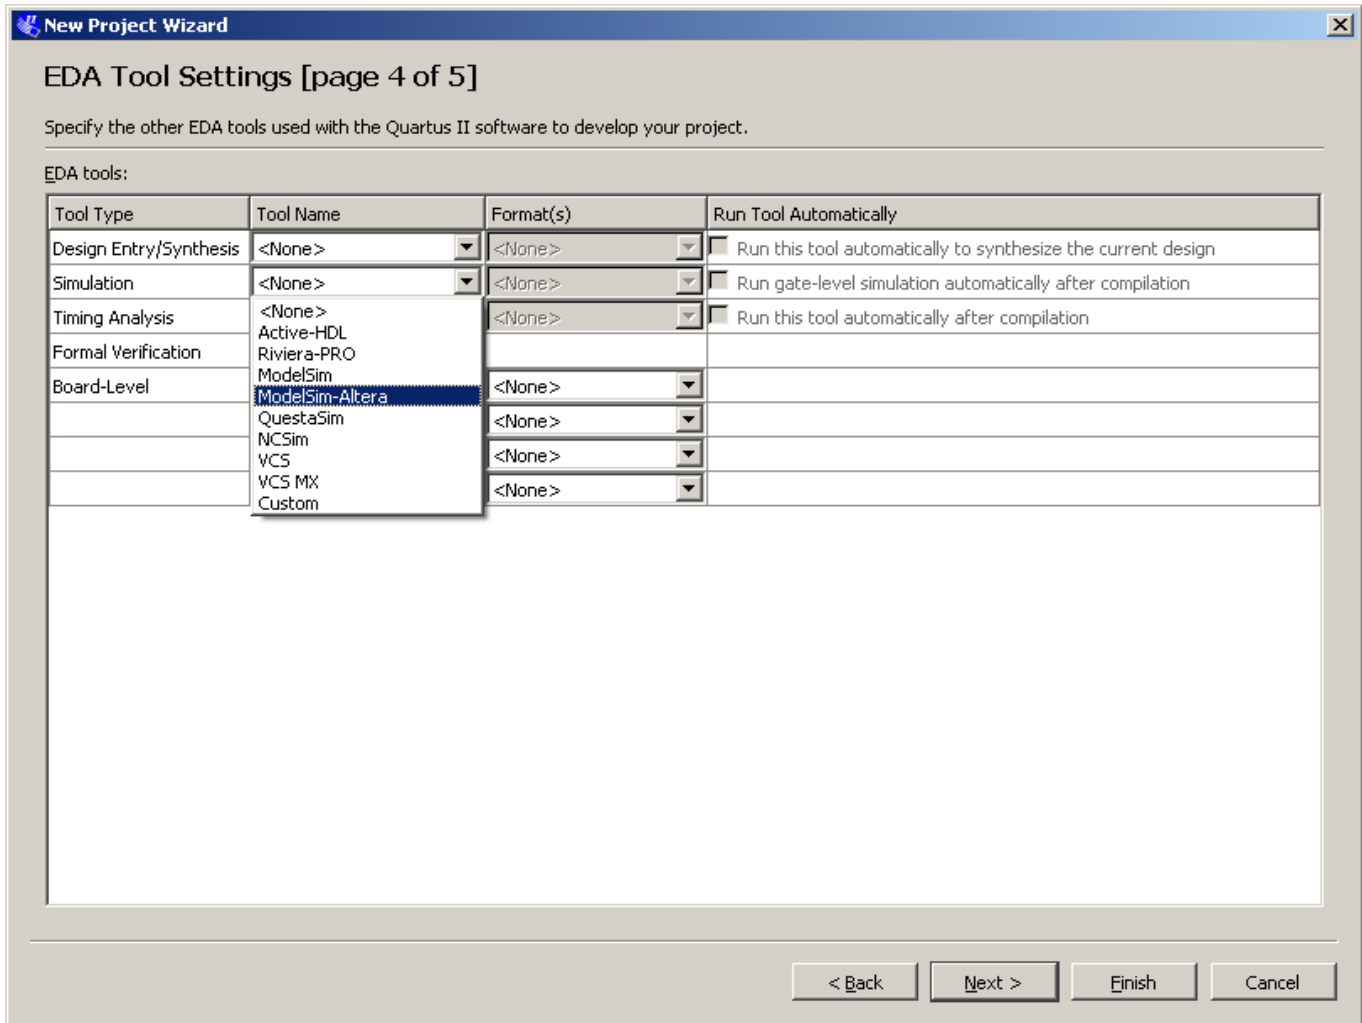 New Project Wizard
EDA Tool Settings [page 4 of 5]
Specify the other EDA tools used with the Quartus II software to develop your project.
EDA tools:
Tool Type Tool Name Format(s) Run Tool Automatically
Design Entry/Synthesis <None> <None> Run this tool automatically to synthesize the current design
Simulation <None> <None> Run gate-level simulation automatically after compilation
Timing Analysis <None> Run this tool automatically after compilation
Formal Verification
Board-Level <None>
<None>
<None>
<None>
<None>
Active-HDL
Riviera-PRO
ModelSim
ModelSim-Altera
QuestaSim
NCSim
VCS
VCS MX
Custom
< Back Next > Finish Cancel